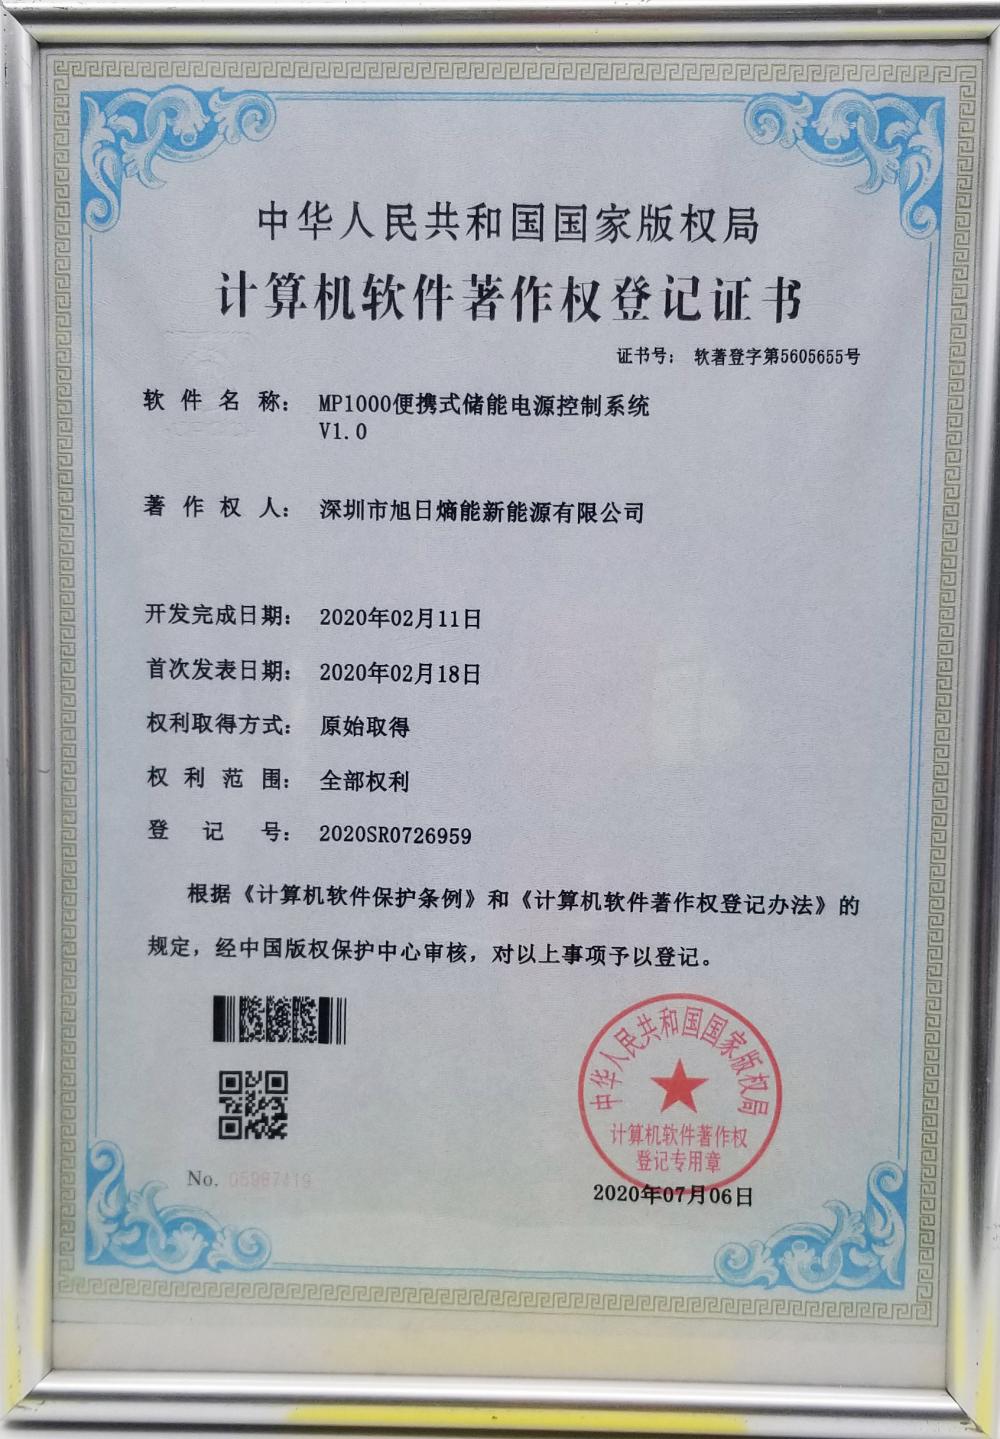 中华人民共和国国家版权局
计算机软件著作权登记证书
证书号： 软著登字第5605655号
软件名称： MP1000便携式储能电源控制系统
V1.0
著作权人： 深圳市旭日熵能新能源有限公司
开发完成日期： 2020年02月11日
首次发表日期： 2020年02月18日
权利取得方式： 原始取得
权利范围： 全部权利
登记号： 2020SR0726959
根据《计算机软件保护条例》和《计算机软件著作权登记办法》的
规定，经中国版权保护中心审核，对以上事项予以登记。
中华人民共和国国家版权局
计算机软件著作权
登记专用章
No. 05987419
2020年07月06日